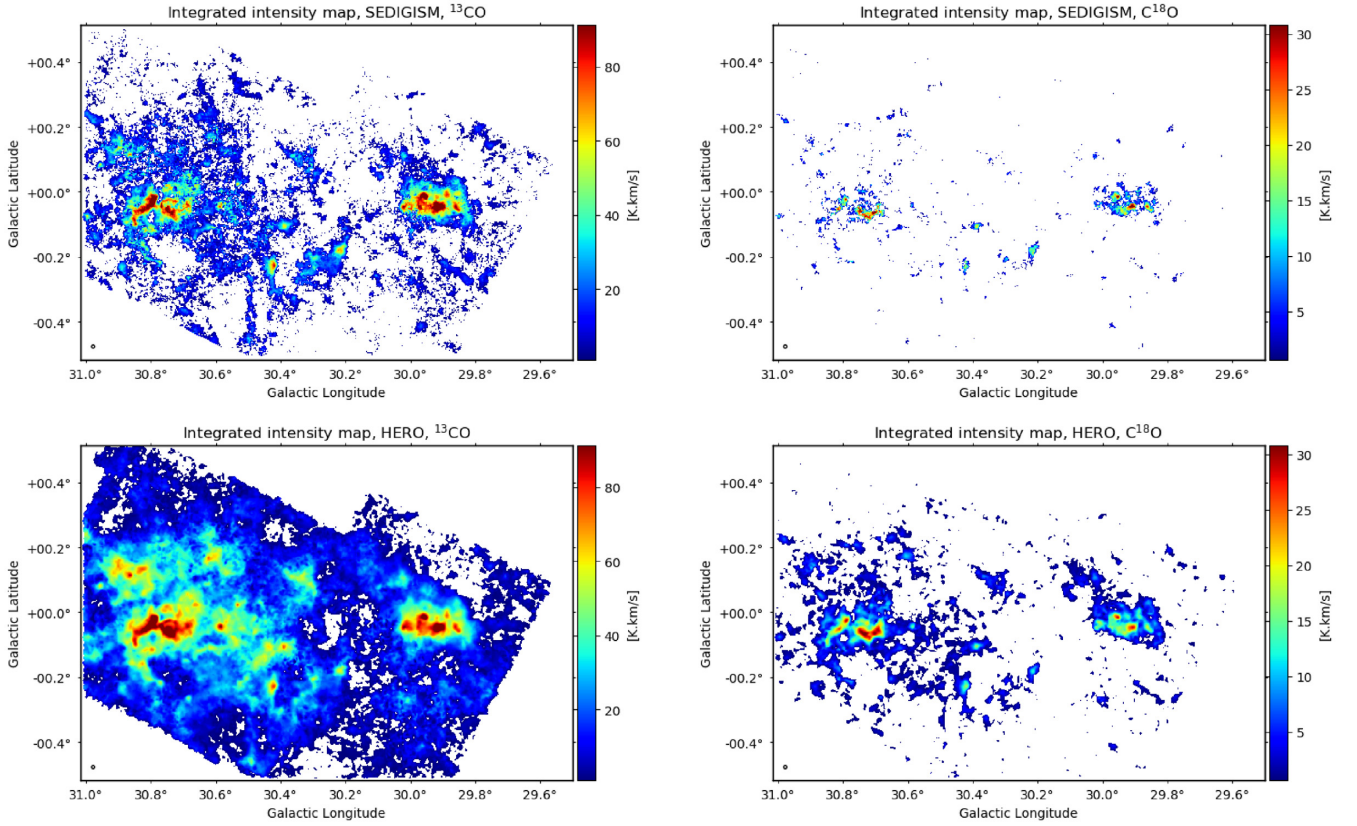 Integrated intensity map, SEDIGISM, ¹³CO
+00.4°
+00.2°
+00.0°
-00.2°
-00.4°
Galactic Latitude
31.0° 30.8° 30.6° 30.4° 30.2° 30.0° 29.8° 29.6°
Galactic Longitude
80
60
40
20
[K.km/s]
Integrated intensity map, SEDIGISM, C¹⁸O
+00.4°
+00.2°
+00.0°
-00.2°
-00.4°
Galactic Latitude
31.0° 30.8° 30.6° 30.4° 30.2° 30.0° 29.8° 29.6°
Galactic Longitude
30
25
20
15
10
5
[K.km/s]
Integrated intensity map, HERO, ¹³CO
+00.4°
+00.2°
+00.0°
-00.2°
-00.4°
Galactic Latitude
31.0° 30.8° 30.6° 30.4° 30.2° 30.0° 29.8° 29.6°
Galactic Longitude
80
60
40
20
[K.km/s]
Integrated intensity map, HERO, C¹⁸O
+00.4°
+00.2°
+00.0°
-00.2°
-00.4°
Galactic Latitude
31.0° 30.8° 30.6° 30.4° 30.2° 30.0° 29.8° 29.6°
Galactic Longitude
30
25
20
15
10
5
[K.km/s]